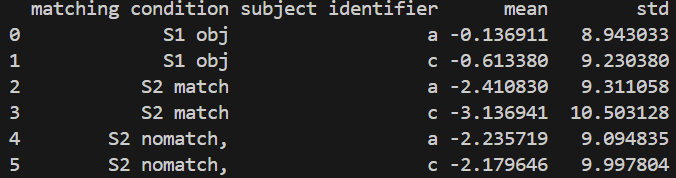 matching condition subject identifier mean std
0 S1 obj a -0.136911 8.943033
1 S1 obj c -0.613380 9.230380
2 S2 match a -2.410830 9.311058
3 S2 match c -3.136941 10.503128
4 S2 nomatch, a -2.235719 9.094835
5 S2 nomatch, c -2.179646 9.997804